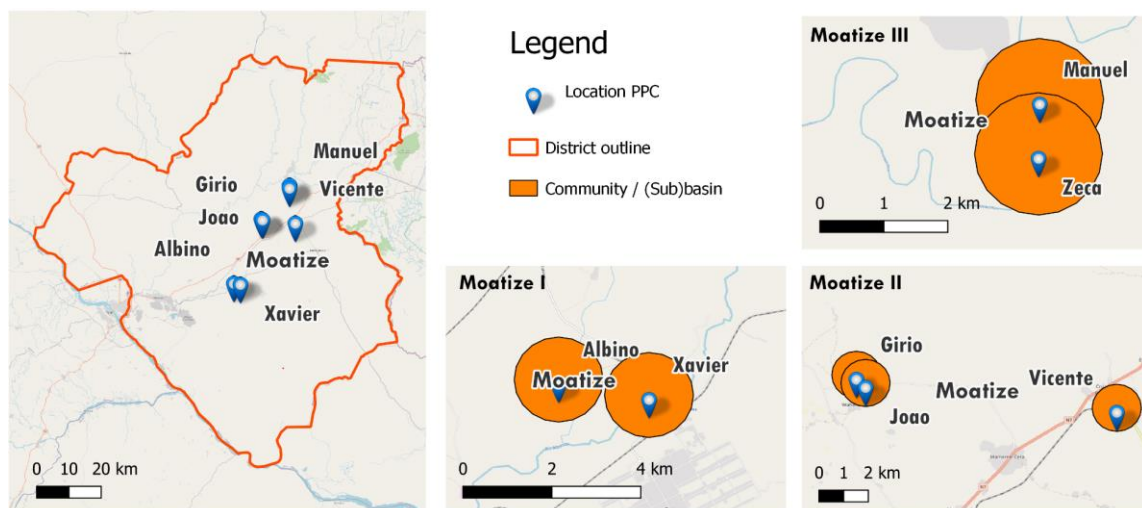 Manuel
Girio
Vicente
Joao
Albino
Moatize
Xavier
0 10 20 km
Legend
Location PPC
District outline
Community / (Sub)basin
Moatize III
Manuel
Moatize
Zeca
0 1 2 km
Moatize I
Albino
Xavier
Moatize
0 2 4 km
Moatize II
Girio
Vicente
Moatize
Joao
0 1 2 km